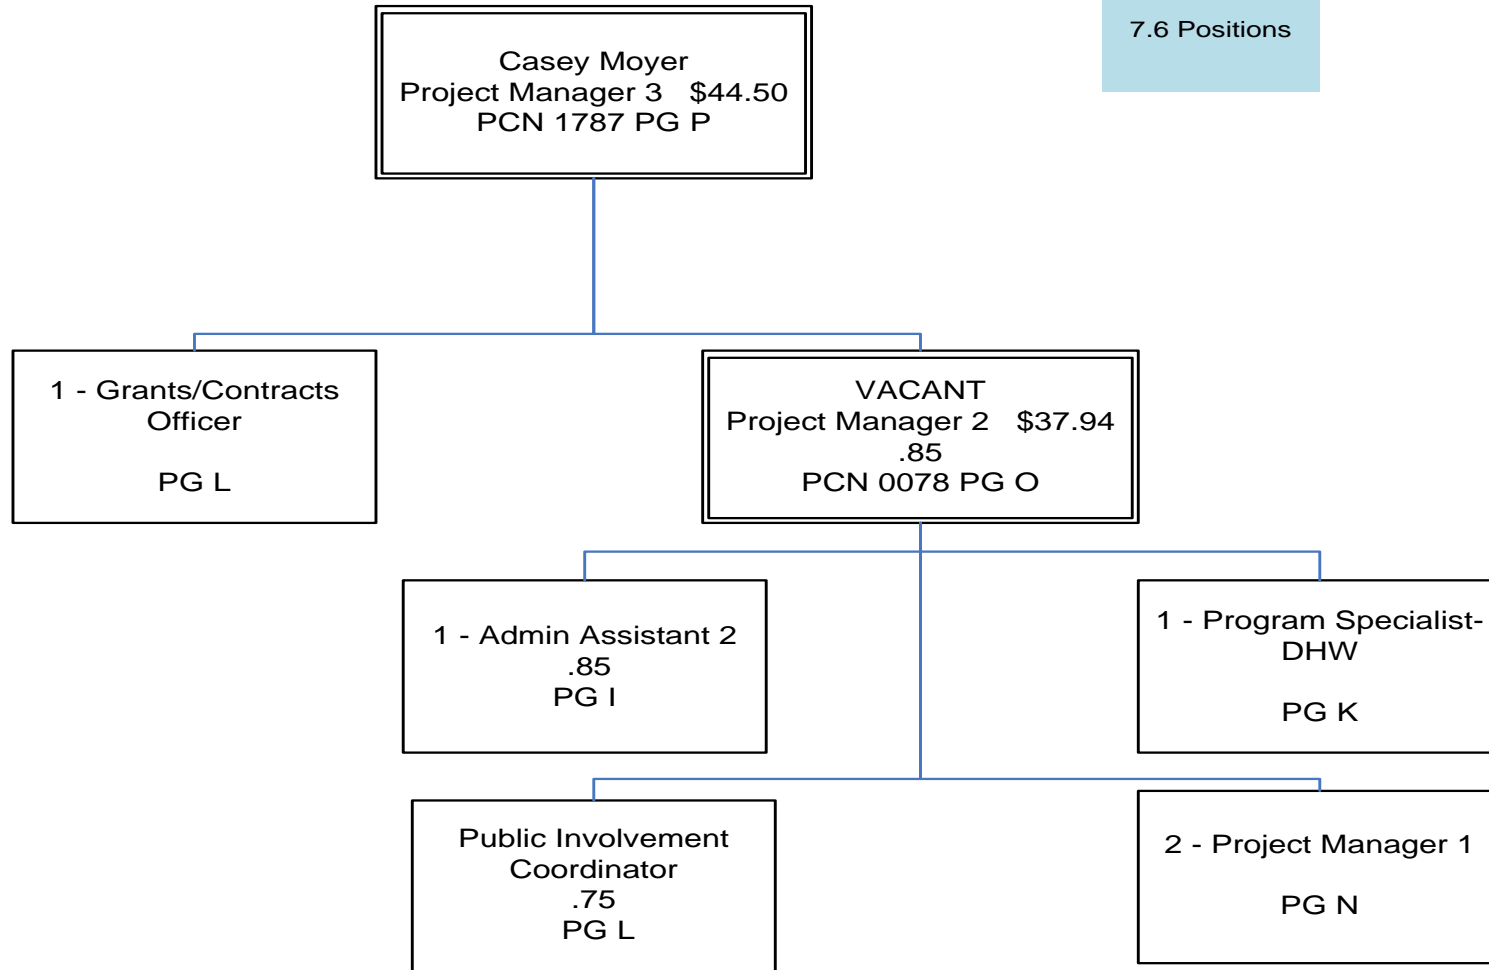 7.6 Positions
Casey Moyer
Project Manager 3   $44.50
PCN 1787 PG P
1 - Grants/Contracts
Officer
PG L
VACANT
Project Manager 2   $37.94
.85
PCN 0078 PG O
1 - Admin Assistant 2
.85
PG I
1 - Program Specialist-
DHW
PG K
Public Involvement
Coordinator
.75
PG L
2 - Project Manager 1
PG N